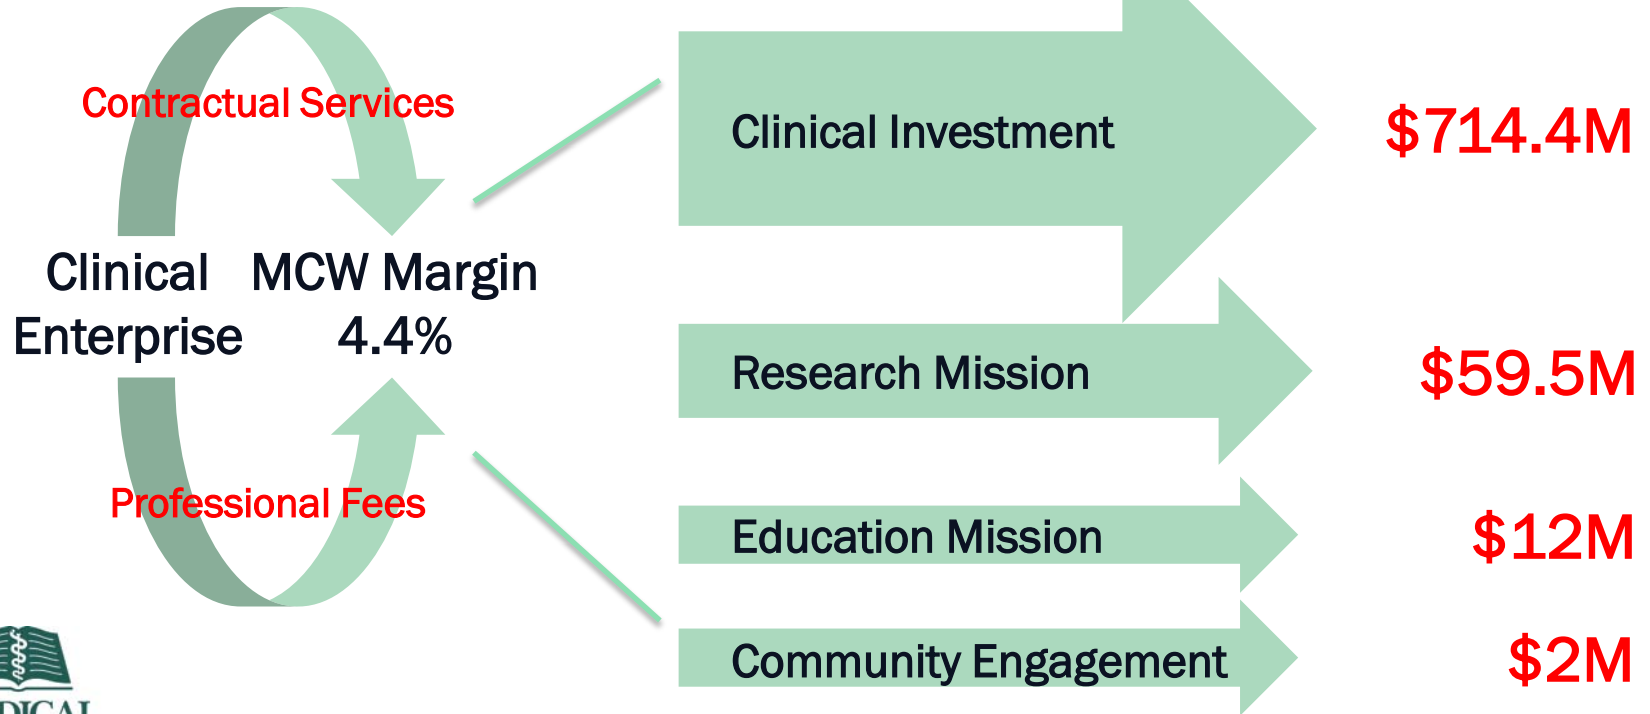 Contractual Services
Clinical Investment
$714.4M
Clinical
Enterprise
MCW Margin
4.4%
Research Mission
$59.5M
Professional Fees
Education Mission
$12M
Community Engagement
$2M